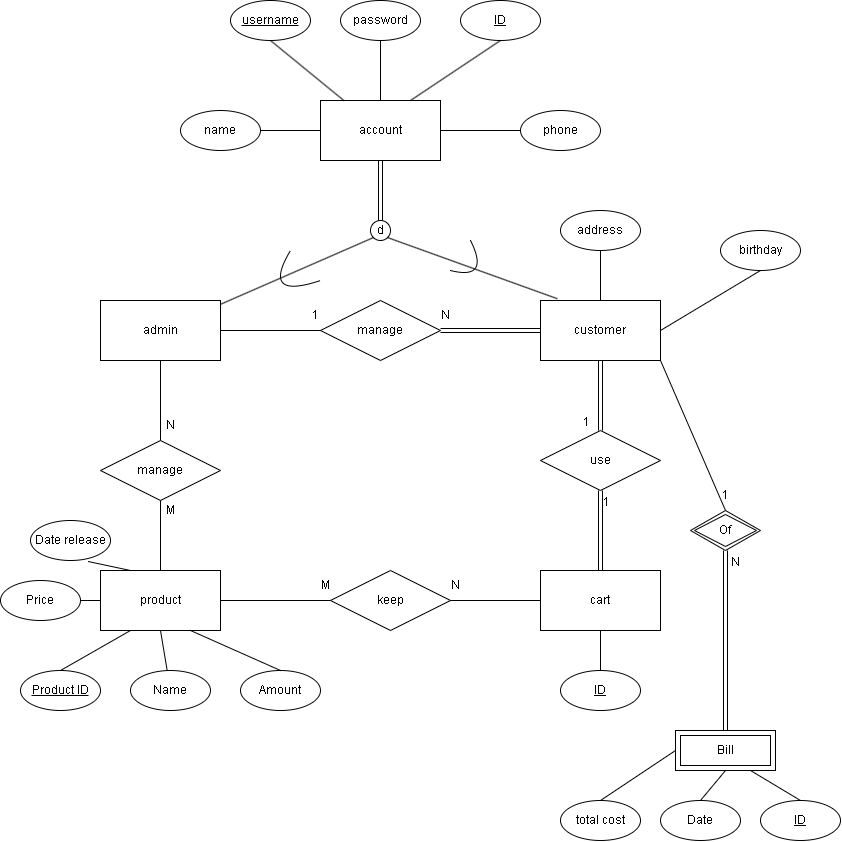 username
password
ID
name
account
phone
d
address
birthday
admin
1
manage
N
customer
N
manage
M
1
use
1
1
Of
N
Date release
Price
product
M
keep
N
cart
Product ID
Name
Amount
ID
Bill
total cost
Date
ID